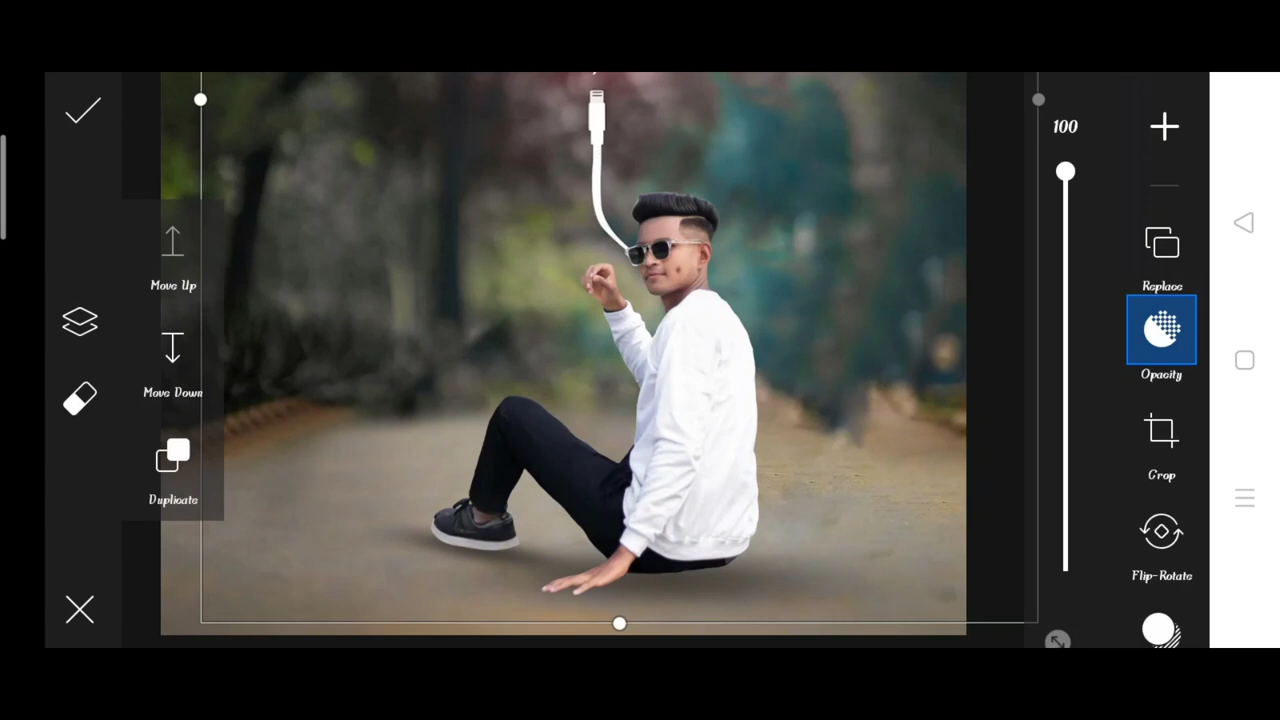 100
Move Up
Replace
Move Down
Opacity
Duplicate
Crop
Flip-Rotate